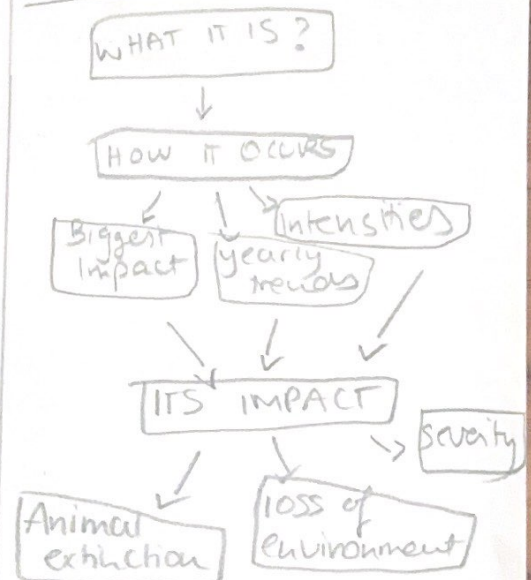 WHAT IT IS?
HOW IT OCCURS
Biggest
Impact
yearly
trends
Intensities
ITS IMPACT
Severity
Animal
extinction
loss of
environment